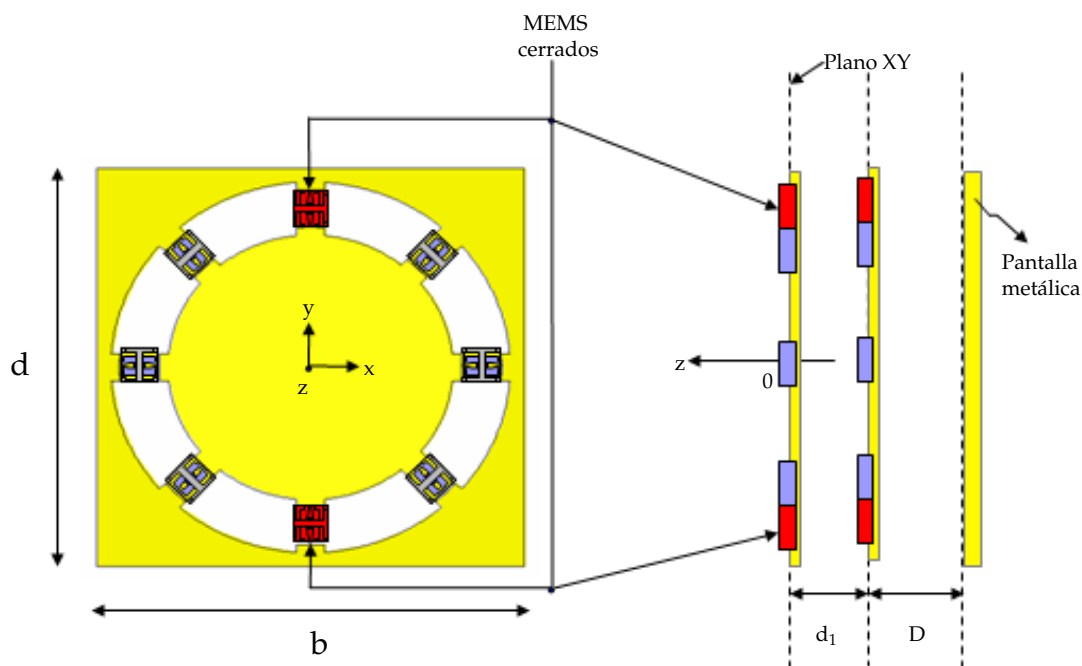 MEMS
cerrados
Plano XY
Pantalla
metálica
y
x
z
d
b
z
0
d₁
D